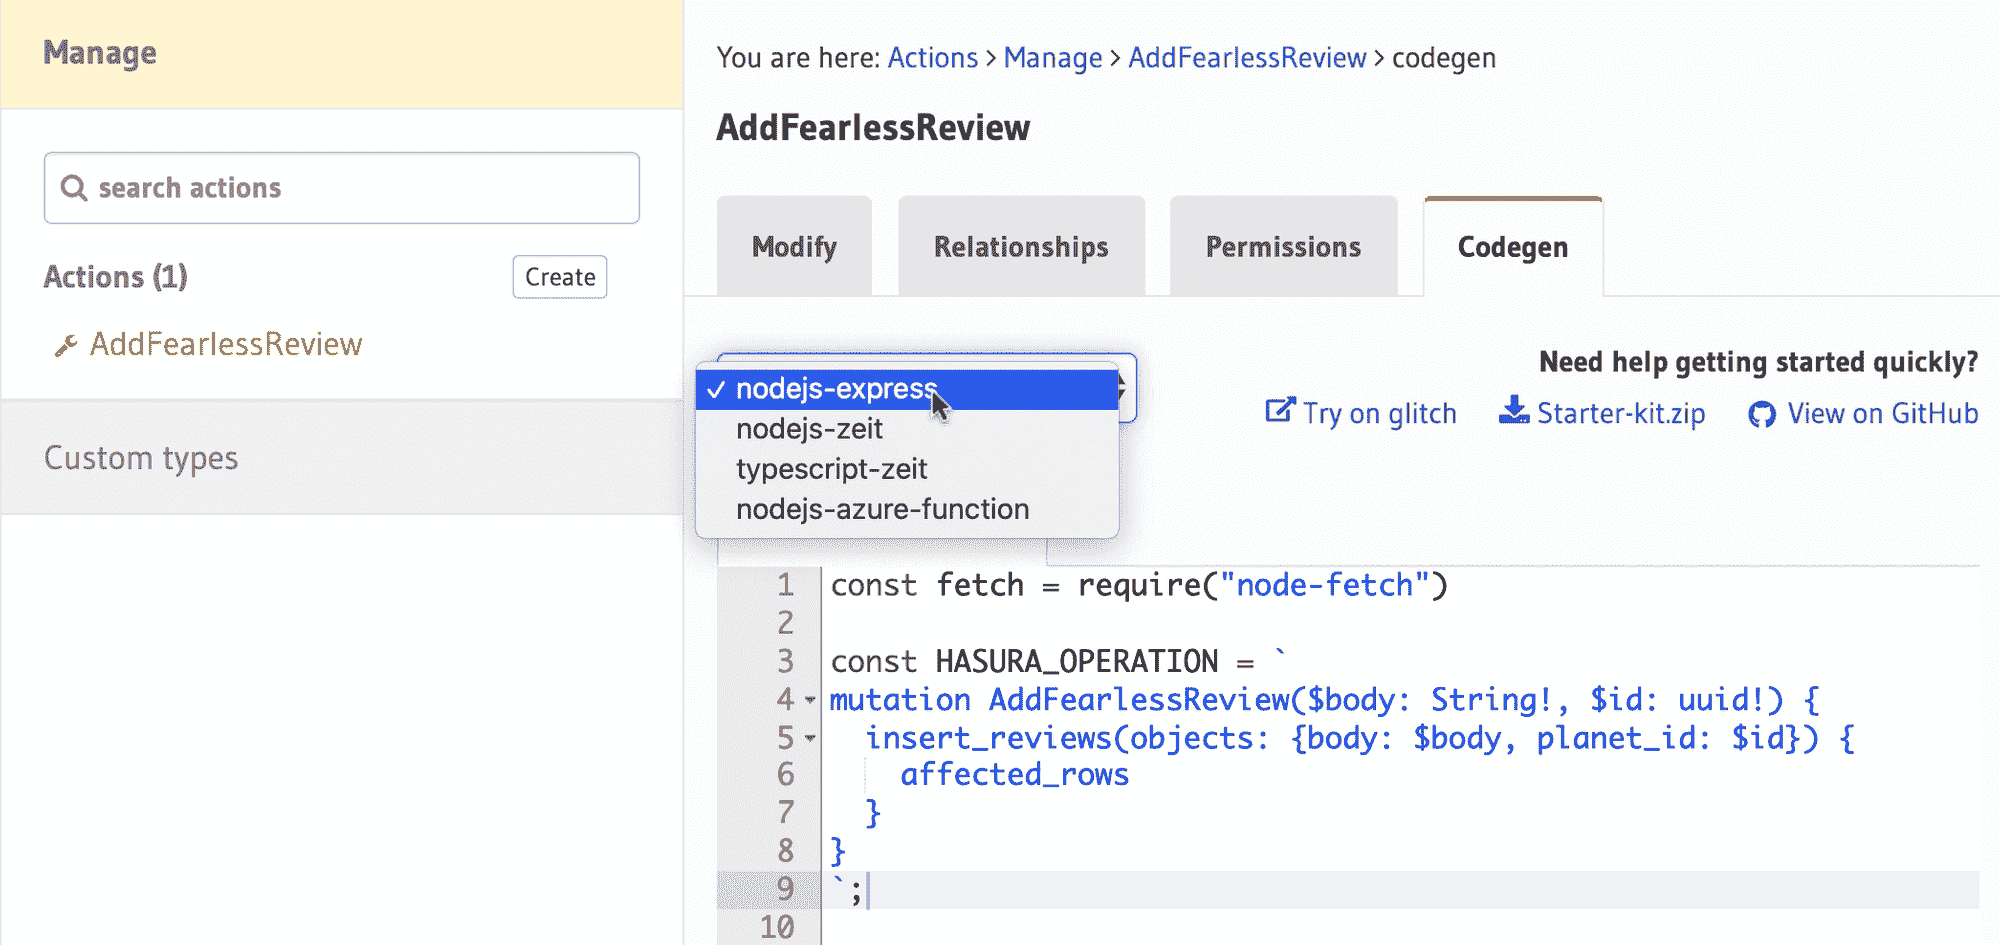 Manage
search actions
Actions (1)
Create
AddFearlessReview
Custom types
You are here: Actions > Manage > AddFearlessReview > codegen
AddFearlessReview
Modify
Relationships
Permissions
Codegen
✓ nodejs-express
nodejs-zeit
typescript-zeit
nodejs-azure-function
Need help getting started quickly?
Try on glitch
Starter-kit.zip
View on GitHub
1 const fetch = require("node-fetch")
2
3 const HASURA_OPERATION = `
4 mutation AddFearlessReview($body: String!, $id: uuid!) {
5 insert_reviews(objects: {body: $body, planet_id: $id}) {
6 affected_rows
7 }
8 }
9 `;
10